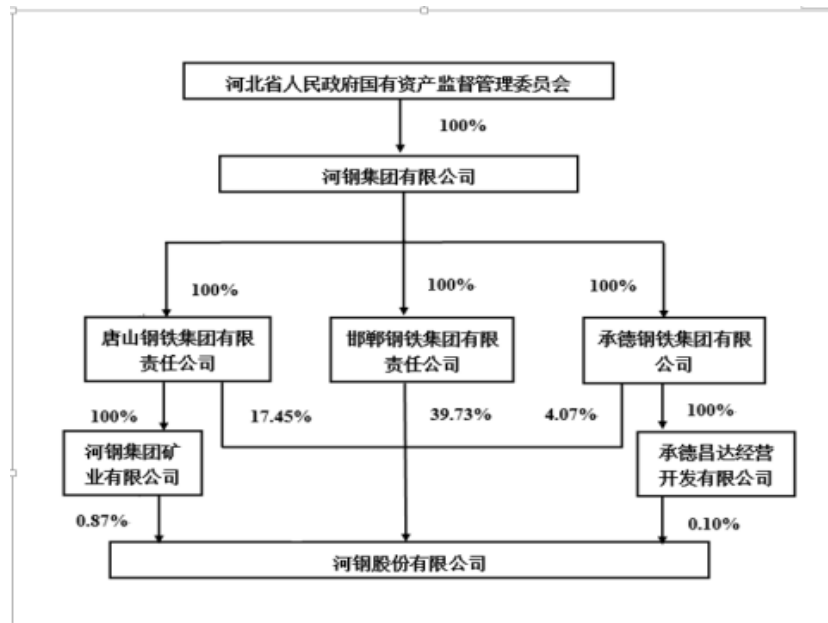 河北省人民政府国有资产监督管理委员会
100%
河钢集团有限公司
100%
100%
100%
唐山钢铁集团有限
责任公司
邯郸钢铁集团有限
责任公司
承德钢铁集团有限
公司
100%
17.45%
39.73%
4.07%
100%
河钢集团矿
业有限公司
承德昌达经营
开发有限公司
0.87%
0.10%
河钢股份有限公司